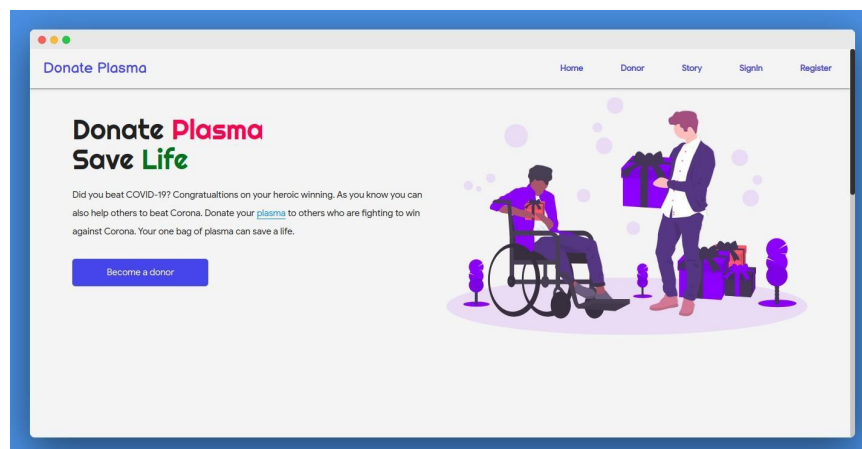 Donate Plasma
Home Donor Story SignIn Register
Donate Plasma
Save Life
Did you beat COVID-19? Congratualtions on your heroic winning. As you know you can
also help others to beat Corona. Donate your plasma to others who are fighting to win
against Corona. Your one bag of plasma can save a life.
Become a donor